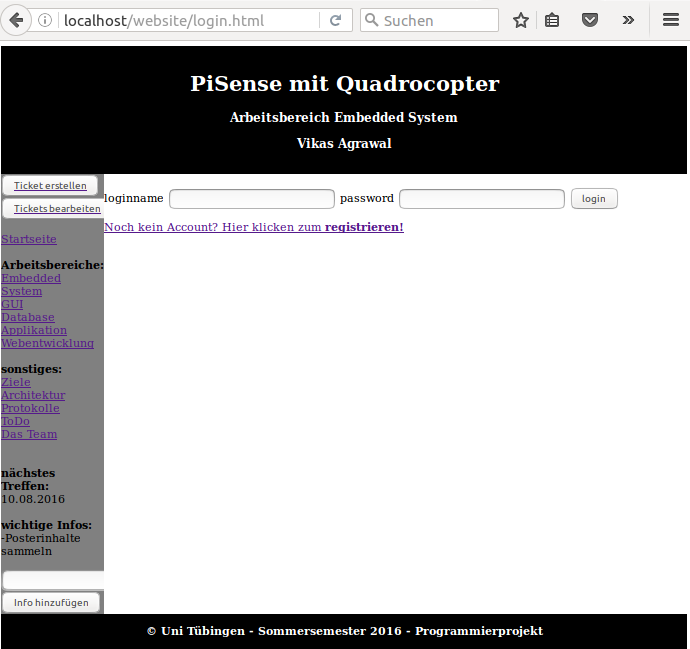 localhost/website/login.html
Suchen
PiSense mit Quadrocopter
Arbeitsbereich Embedded System
Vikas Agrawal
Ticket erstellen
Tickets bearbeiten
loginname
password
login
Noch kein Account? Hier klicken zum registrieren!
Startseite
Arbeitsbereiche:
Embedded
System
GUI
Database
Applikation
Webentwicklung
sonstiges:
Ziele
Architektur
Protokolle
ToDo
Das Team
nächstes
Treffen:
10.08.2016
wichtige Infos:
-Posterinhalte
sammeln
Info hinzufügen
© Uni Tübingen - Sommersemester 2016 - Programmierprojekt